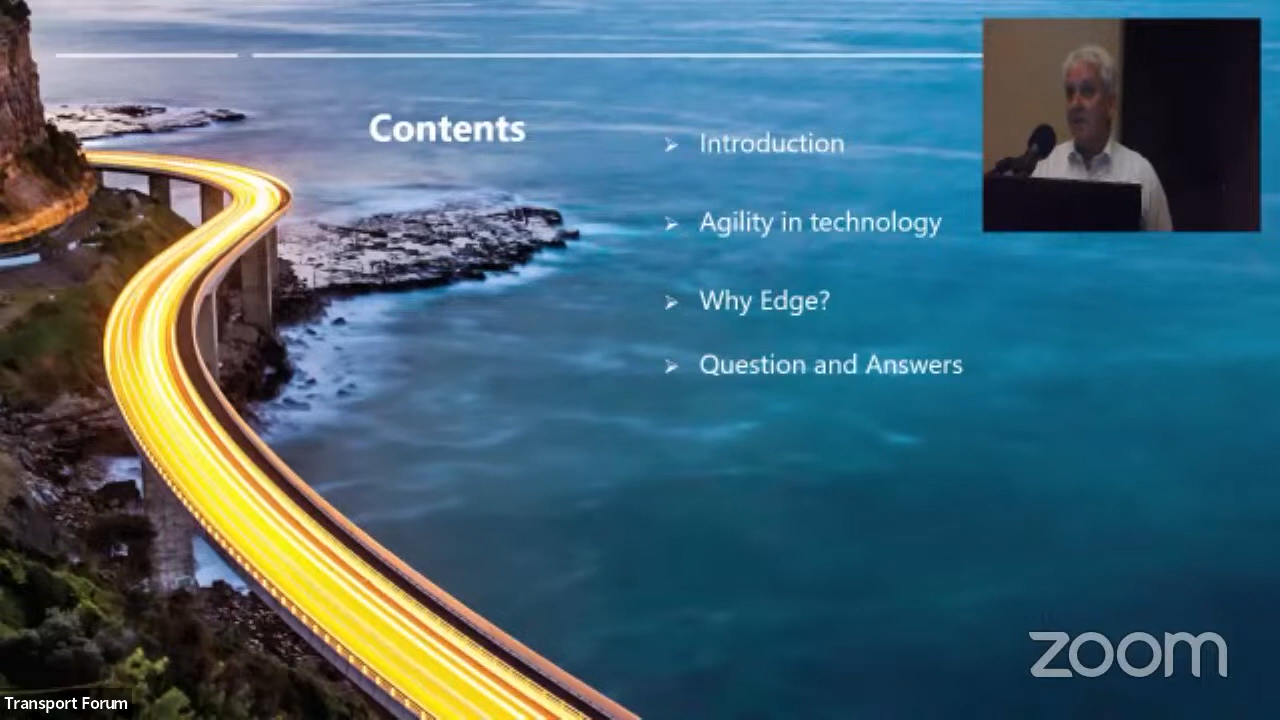 Contents
Introduction
Agility in technology
Why Edge?
Question and Answers
zoom
Transport Forum